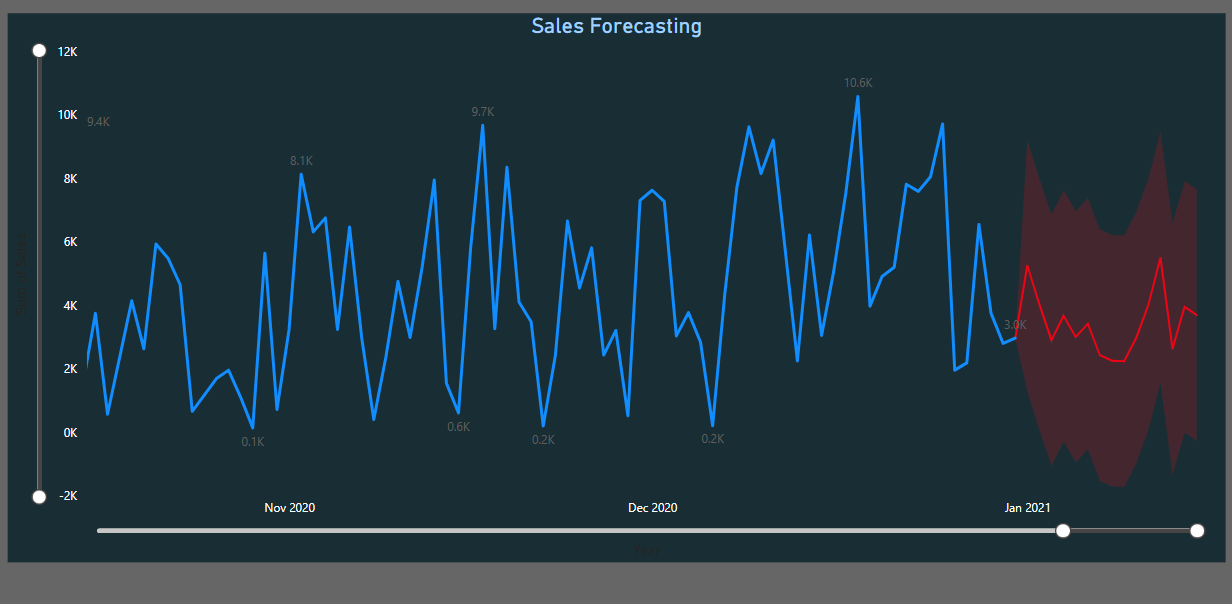 Sales Forecasting
12K
10K
8K
6K
4K
2K
0K
-2K
9.4K
8.1K
9.7K
10.6K
3.0K
0.1K
0.6K
0.2K
0.2K
Nov 2020
Dec 2020
Jan 2021
Year